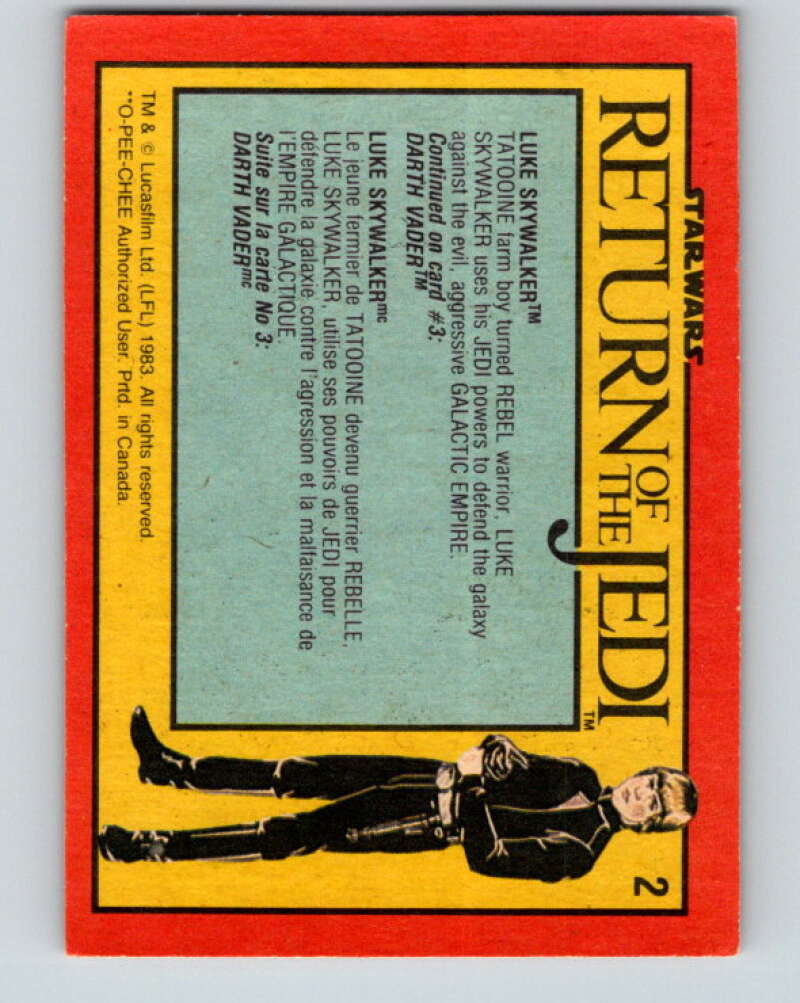 STAR WARS
RETURN OF THE JEDI™
2
LUKE SKYWALKER™
TATOOINE farm boy turned REBEL warrior, LUKE
SKYWALKER uses his JEDI powers to defend the galaxy
against the evil, aggressive GALACTIC EMPIRE.
Continued on card #3:
DARTH VADER™
LUKE SKYWALKERmc
Le jeune fermier de TATOOINE devenu guerrier REBELLE,
LUKE SKYWALKER, utilise ses pouvoirs de JEDI pour
défendre la galaxie contre l'agression et la malfaisance de
l'EMPIRE GALACTIQUE.
Suite sur la carte No 3:
DARTH VADERmc
TM & © Lucasfilm Ltd. (LFL) 1983. All rights reserved.
**O-PEE-CHEE Authorized User. Prtd. in Canada.